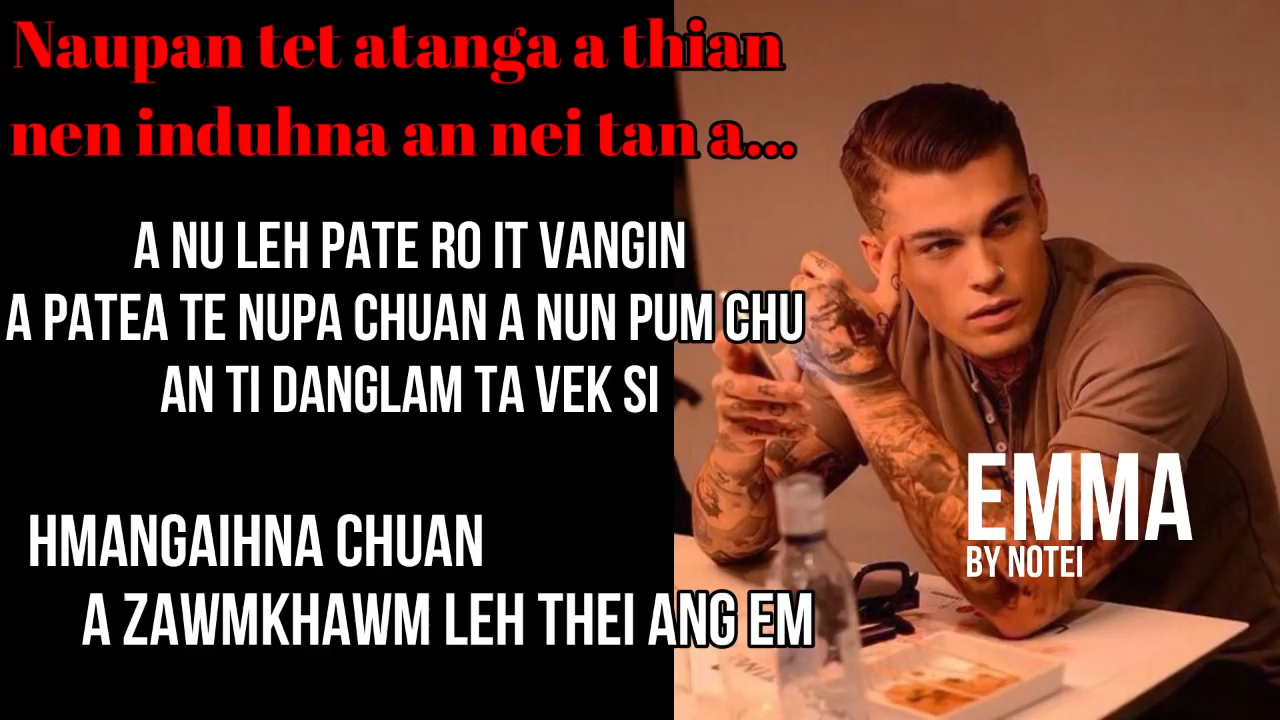 Naupan tet atanga a thian
nen induhna an nei tan a...
A NU LEH PATE RO IT VANGIN
A PATEA TE NUPA CHUAN A NUN PUM CHU
AN TI DANGLAM TA VEK SI
HMANGAIHNA CHUAN
A ZAWMKHAWM LEH THEI ANG EM
EMMA
BY NOTEI